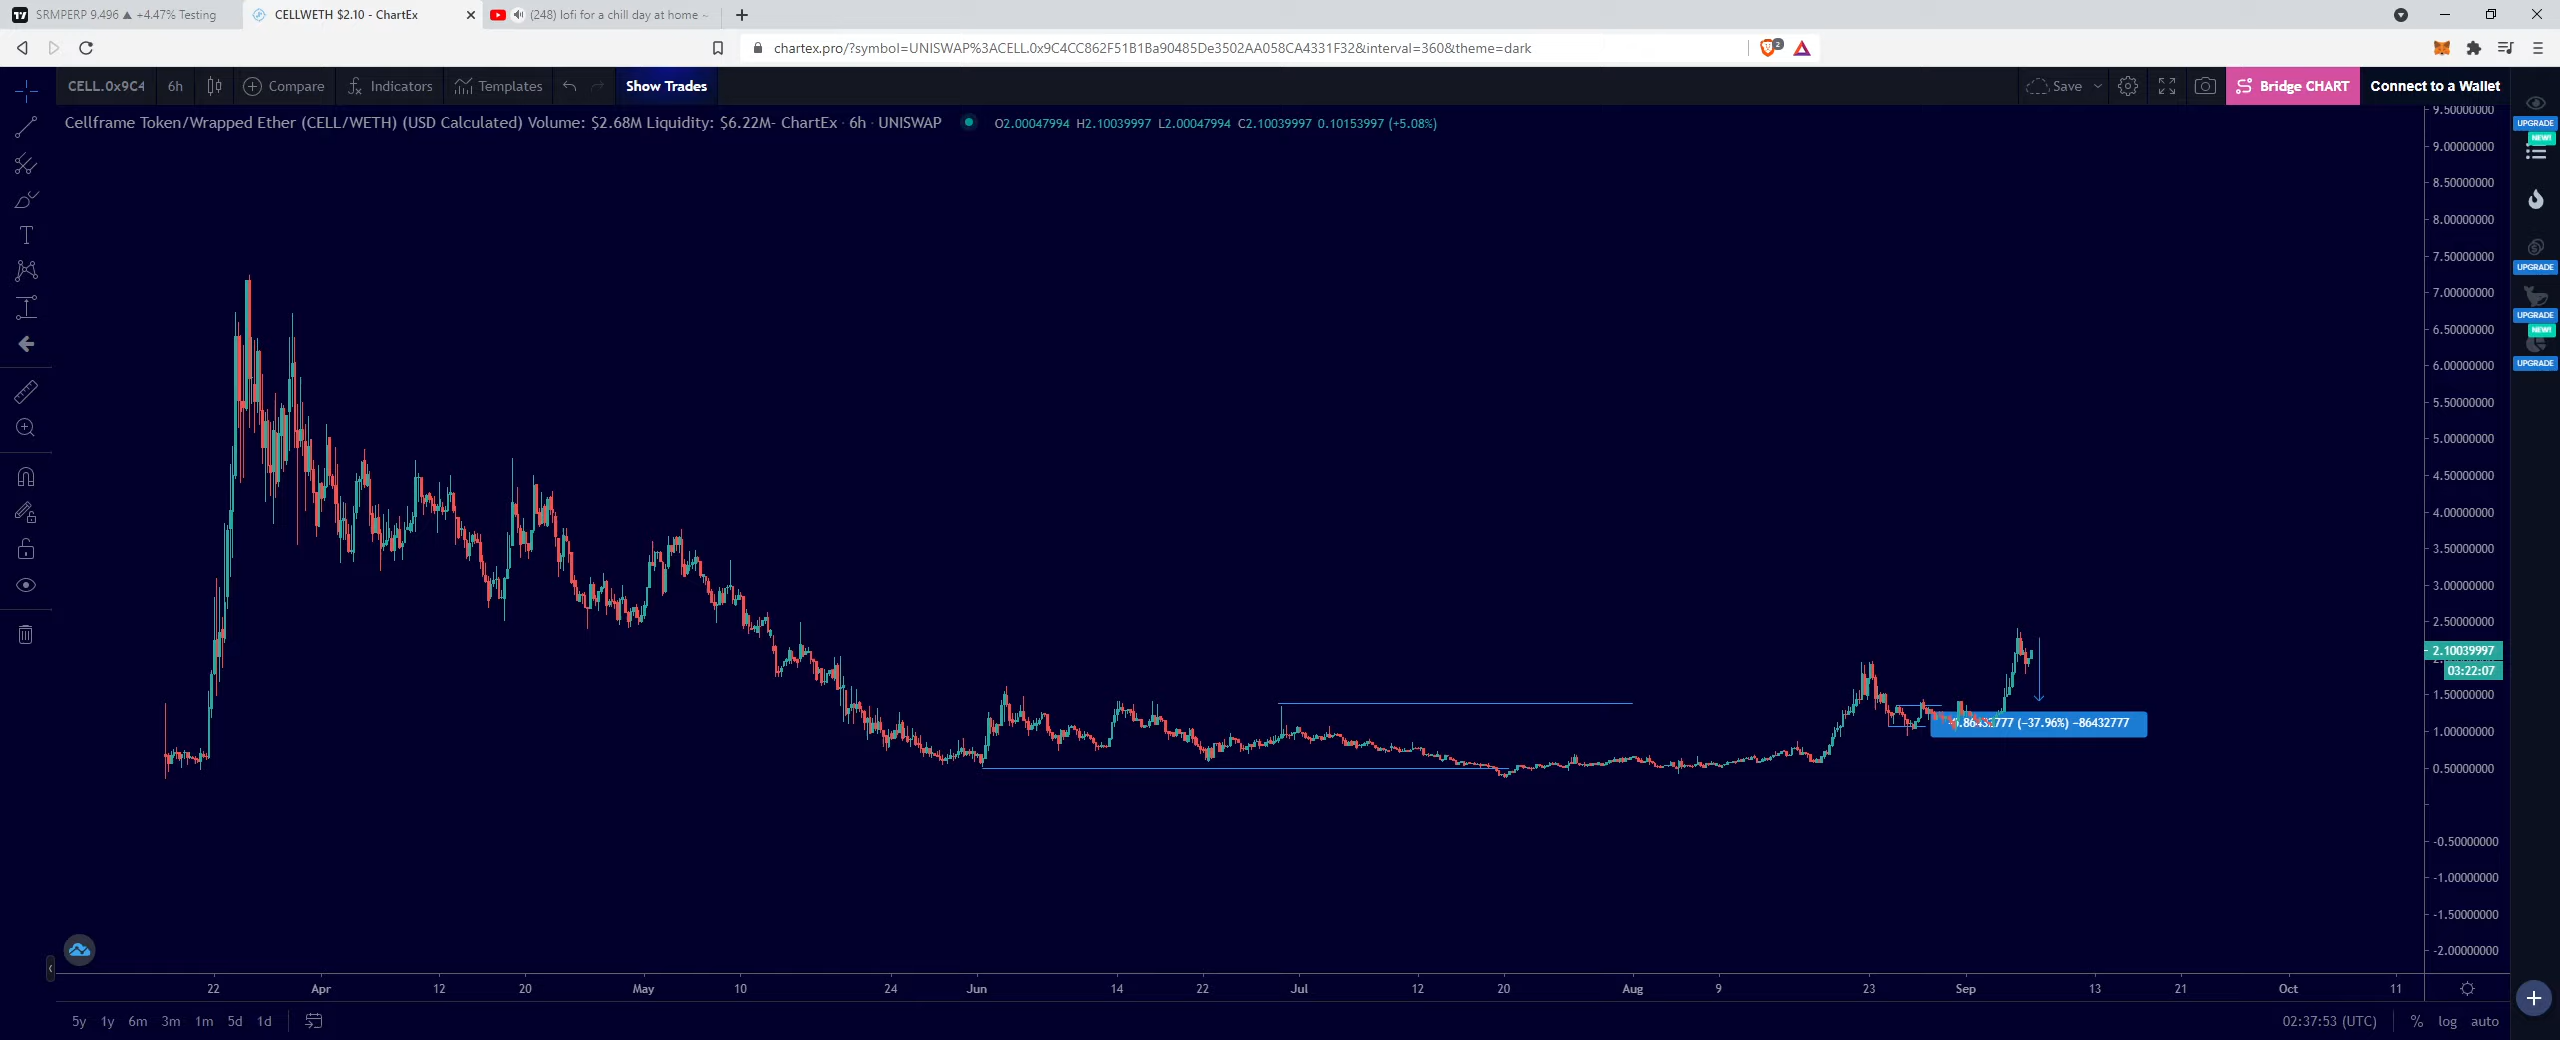 SRMPERP 9.496 ▲ +4.47% Testing
CELLWETH $2.10 - ChartEx
(248) lofi for a chill day at home ~
chartex.pro/?symbol=UNISWAP%3ACELL.0x9C4CC862F51B1Ba90485De3502AA058CA4331F32&interval=360&theme=dark
2
CELL.0x9C4
6h
Compare
Indicators
Templates
Show Trades
Save
Bridge CHART
Connect to a Wallet
Cellframe Token/Wrapped Ether (CELL/WETH) (USD Calculated) Volume: $2.68M Liquidity: $6.22M- ChartEx · 6h · UNISWAP
O2.00047994 H2.10039997 L2.00047994 C2.10039997 0.10153997 (+5.08%)
9.50000000
9.00000000
8.50000000
8.00000000
7.50000000
7.00000000
6.50000000
6.00000000
5.50000000
5.00000000
4.50000000
4.00000000
3.50000000
3.00000000
2.50000000
2.10039997
03:22:07
1.50000000
1.00000000
0.50000000
-0.50000000
-1.00000000
-1.50000000
-2.00000000
UPGRADE
NEW!
UPGRADE
UPGRADE
NEW!
UPGRADE
(−37.96%) −86432777
22
Apr
12
20
May
10
24
Jun
14
22
Jul
12
20
Aug
9
23
Sep
13
21
Oct
11
5y 1y 6m 3m 1m 5d 1d
02:37:53 (UTC)
% log auto